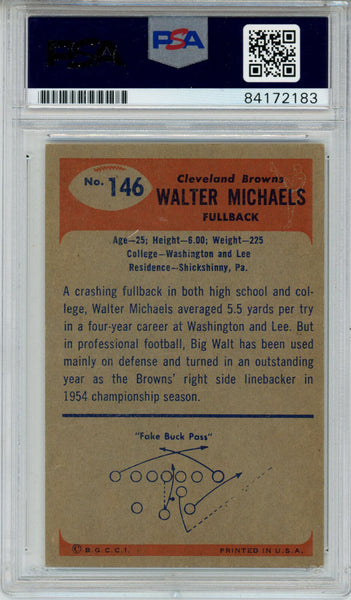 PSA
PSA
84172183
No. 146
Cleveland Browns
WALTER MICHAELS
FULLBACK
Age—25; Height—6.00; Weight—225
College—Washington and Lee
Residence—Shickshinny, Pa.
A crashing fullback in both high school and col-
lege, Walter Michaels averaged 5.5 yards per try
in a four-year career at Washington and Lee. But
in professional football, Big Walt has been used
mainly on defense and turned in an outstanding
year as the Browns' right side linebacker in
1954 championship season.
"Fake Buck Pass"
© B.G.C.C.I.
PRINTED IN U.S.A.